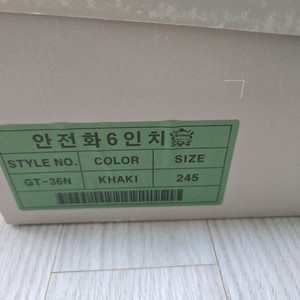 안전화6인치
STYLE NO. COLOR SIZE
GT-36N KHAKI 245